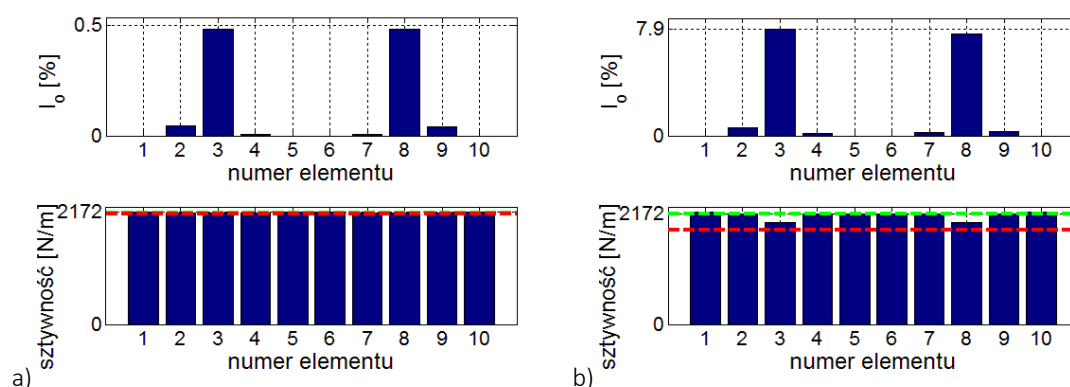 0.5
I_o [%]
0
1 2 3 4 5 6 7 8 9 10
numer elementu
2172
sztywność [N/m]
0
1 2 3 4 5 6 7 8 9 10
numer elementu
a)
7.9
I_o [%]
0
1 2 3 4 5 6 7 8 9 10
numer elementu
2172
sztywność [N/m]
0
1 2 3 4 5 6 7 8 9 10
numer elementu
b)